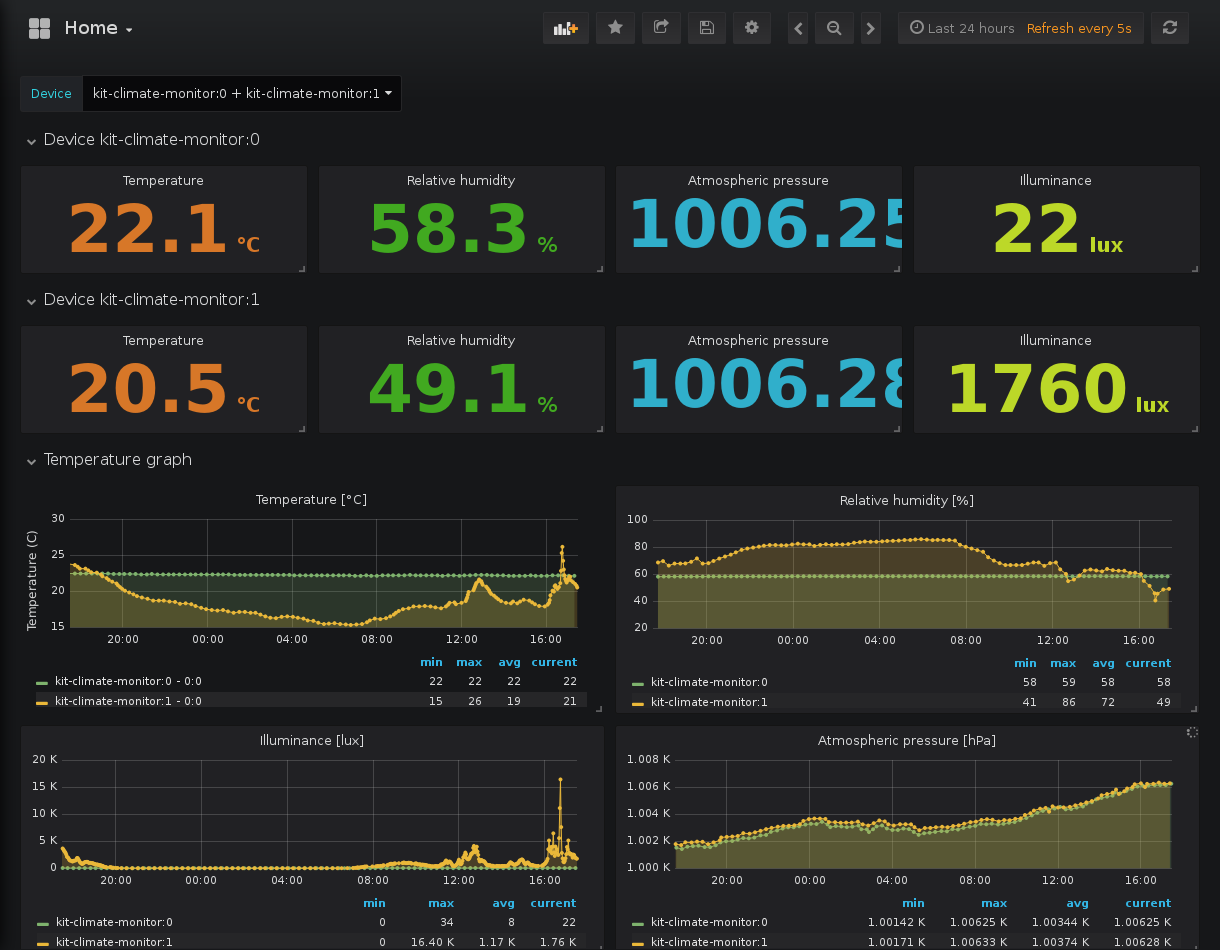 Home
Last 24 hours Refresh every 5s
Device kit-climate-monitor:0 + kit-climate-monitor:1
Device kit-climate-monitor:0
Temperature Relative humidity Atmospheric pressure Illuminance
22.1 °C 58.3 % 1006.25 22 lux
Device kit-climate-monitor:1
Temperature Relative humidity Atmospheric pressure Illuminance
20.5 °C 49.1 % 1006.28 1760 lux
Temperature graph
Temperature [°C]
Temperature (C)
30
25
20
15
20:00 00:00 04:00 08:00 12:00 16:00
min max avg current
kit-climate-monitor:0 - 0:0 22 22 22 22
kit-climate-monitor:1 - 0:0 15 26 19 21
Relative humidity [%]
100
80
60
40
20
20:00 00:00 04:00 08:00 12:00 16:00
min max avg current
kit-climate-monitor:0 58 59 58 58
kit-climate-monitor:1 41 86 72 49
Illuminance [lux]
20 K
15 K
10 K
5 K
0
20:00 00:00 04:00 08:00 12:00 16:00
min max avg current
kit-climate-monitor:0 0 34 8 22
kit-climate-monitor:1 0 16.40 K 1.17 K 1.76 K
Atmospheric pressure [hPa]
1.008 K
1.006 K
1.004 K
1.002 K
1.000 K
20:00 00:00 04:00 08:00 12:00 16:00
min max avg current
kit-climate-monitor:0 1.00142 K 1.00625 K 1.00344 K 1.00625 K
kit-climate-monitor:1 1.00171 K 1.00633 K 1.00374 K 1.00628 K